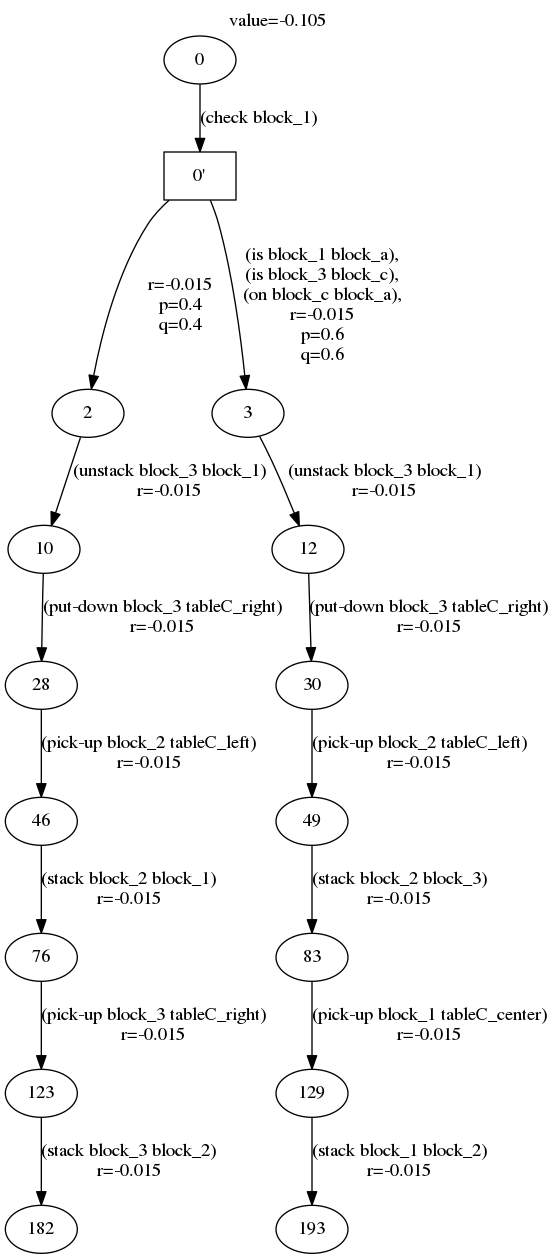 value=-0.105
0
(check block_1)
0'
r=-0.015
p=0.4
q=0.4
(is block_1 block_a),
(is block_3 block_c),
(on block_c block_a),
r=-0.015
p=0.6
q=0.6
2
3
(unstack block_3 block_1)
r=-0.015
(unstack block_3 block_1)
r=-0.015
10
12
(put-down block_3 tableC_right)
r=-0.015
(put-down block_3 tableC_right)
r=-0.015
28
30
(pick-up block_2 tableC_left)
r=-0.015
(pick-up block_2 tableC_left)
r=-0.015
46
49
(stack block_2 block_1)
r=-0.015
(stack block_2 block_3)
r=-0.015
76
83
(pick-up block_3 tableC_right)
r=-0.015
(pick-up block_1 tableC_center)
r=-0.015
123
129
(stack block_3 block_2)
r=-0.015
(stack block_1 block_2)
r=-0.015
182
193